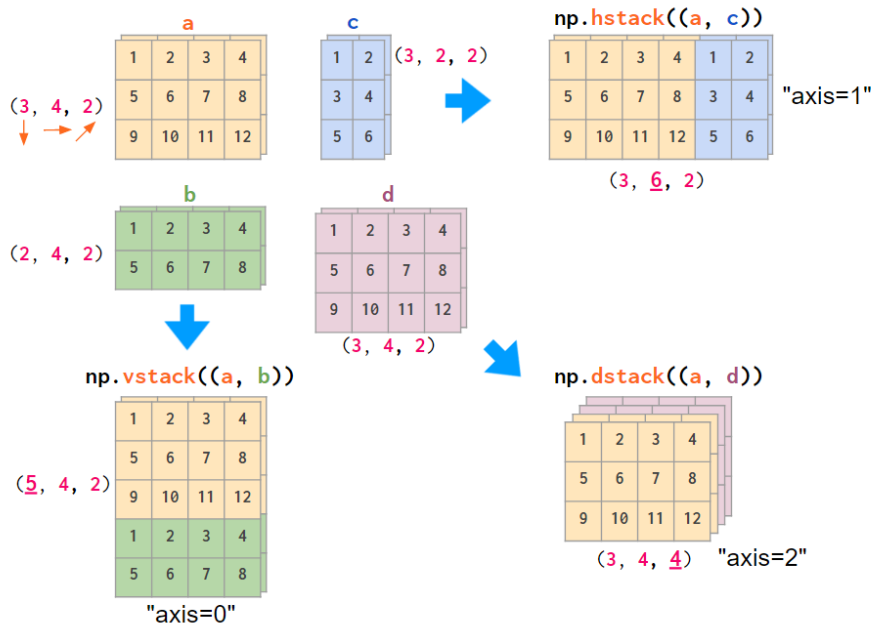 a
1 2 3 4
5 6 7 8
9 10 11 12
(3, 4, 2)
c
1 2
3 4
5 6
(3, 2, 2)
np.hstack((a, c))
1 2 3 4 1 2
5 6 7 8 3 4
9 10 11 12 5 6
"axis=1"
(3, 6, 2)
b
1 2 3 4
5 6 7 8
(2, 4, 2)
d
1 2 3 4
5 6 7 8
9 10 11 12
(3, 4, 2)
np.vstack((a, b))
1 2 3 4
5 6 7 8
9 10 11 12
1 2 3 4
5 6 7 8
(5, 4, 2)
"axis=0"
np.dstack((a, d))
1 2 3 4
5 6 7 8
9 10 11 12
(3, 4, 4)
"axis=2"